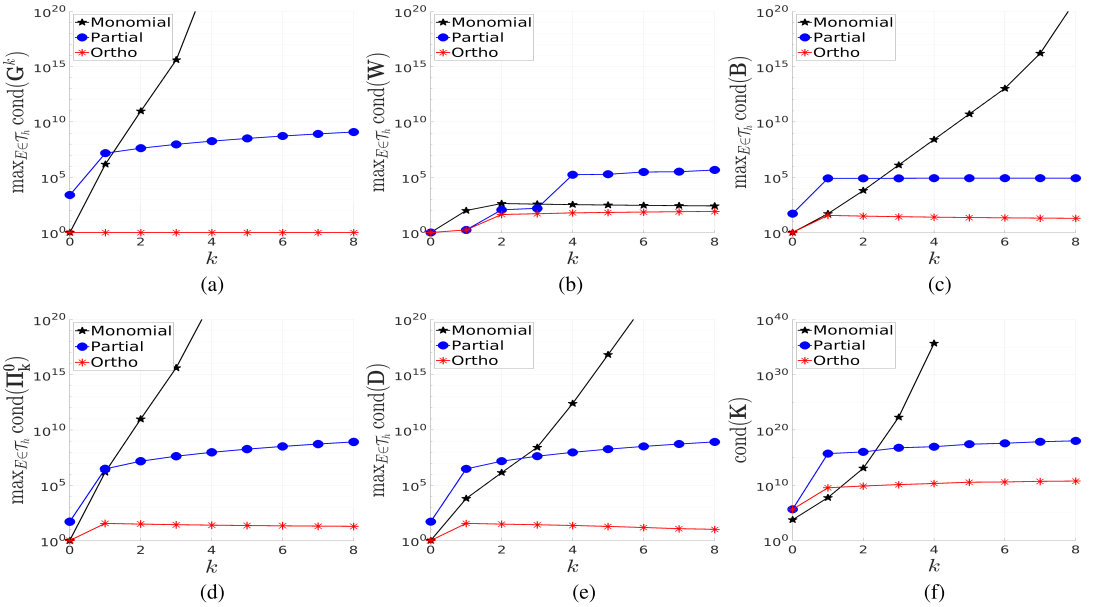 10^20
10^15
10^10
10^5
10^0
max_{E∈𝒯_h} cond(G^k)
Monomial
Partial
Ortho
0 2 4 6 8
k
(a)
10^20
10^15
10^10
10^5
10^0
max_{E∈𝒯_h} cond(W)
Monomial
Partial
Ortho
0 2 4 6 8
k
(b)
10^20
10^15
10^10
10^5
10^0
max_{E∈𝒯_h} cond(B)
Monomial
Partial
Ortho
0 2 4 6 8
k
(c)
10^20
10^15
10^10
10^5
10^0
max_{E∈𝒯_h} cond(Π^0_k)
Monomial
Partial
Ortho
0 2 4 6 8
k
(d)
10^20
10^15
10^10
10^5
10^0
max_{E∈𝒯_h} cond(D)
Monomial
Partial
Ortho
0 2 4 6 8
k
(e)
10^40
10^30
10^20
10^10
10^0
cond(K)
Monomial
Partial
Ortho
0 2 4 6 8
k
(f)